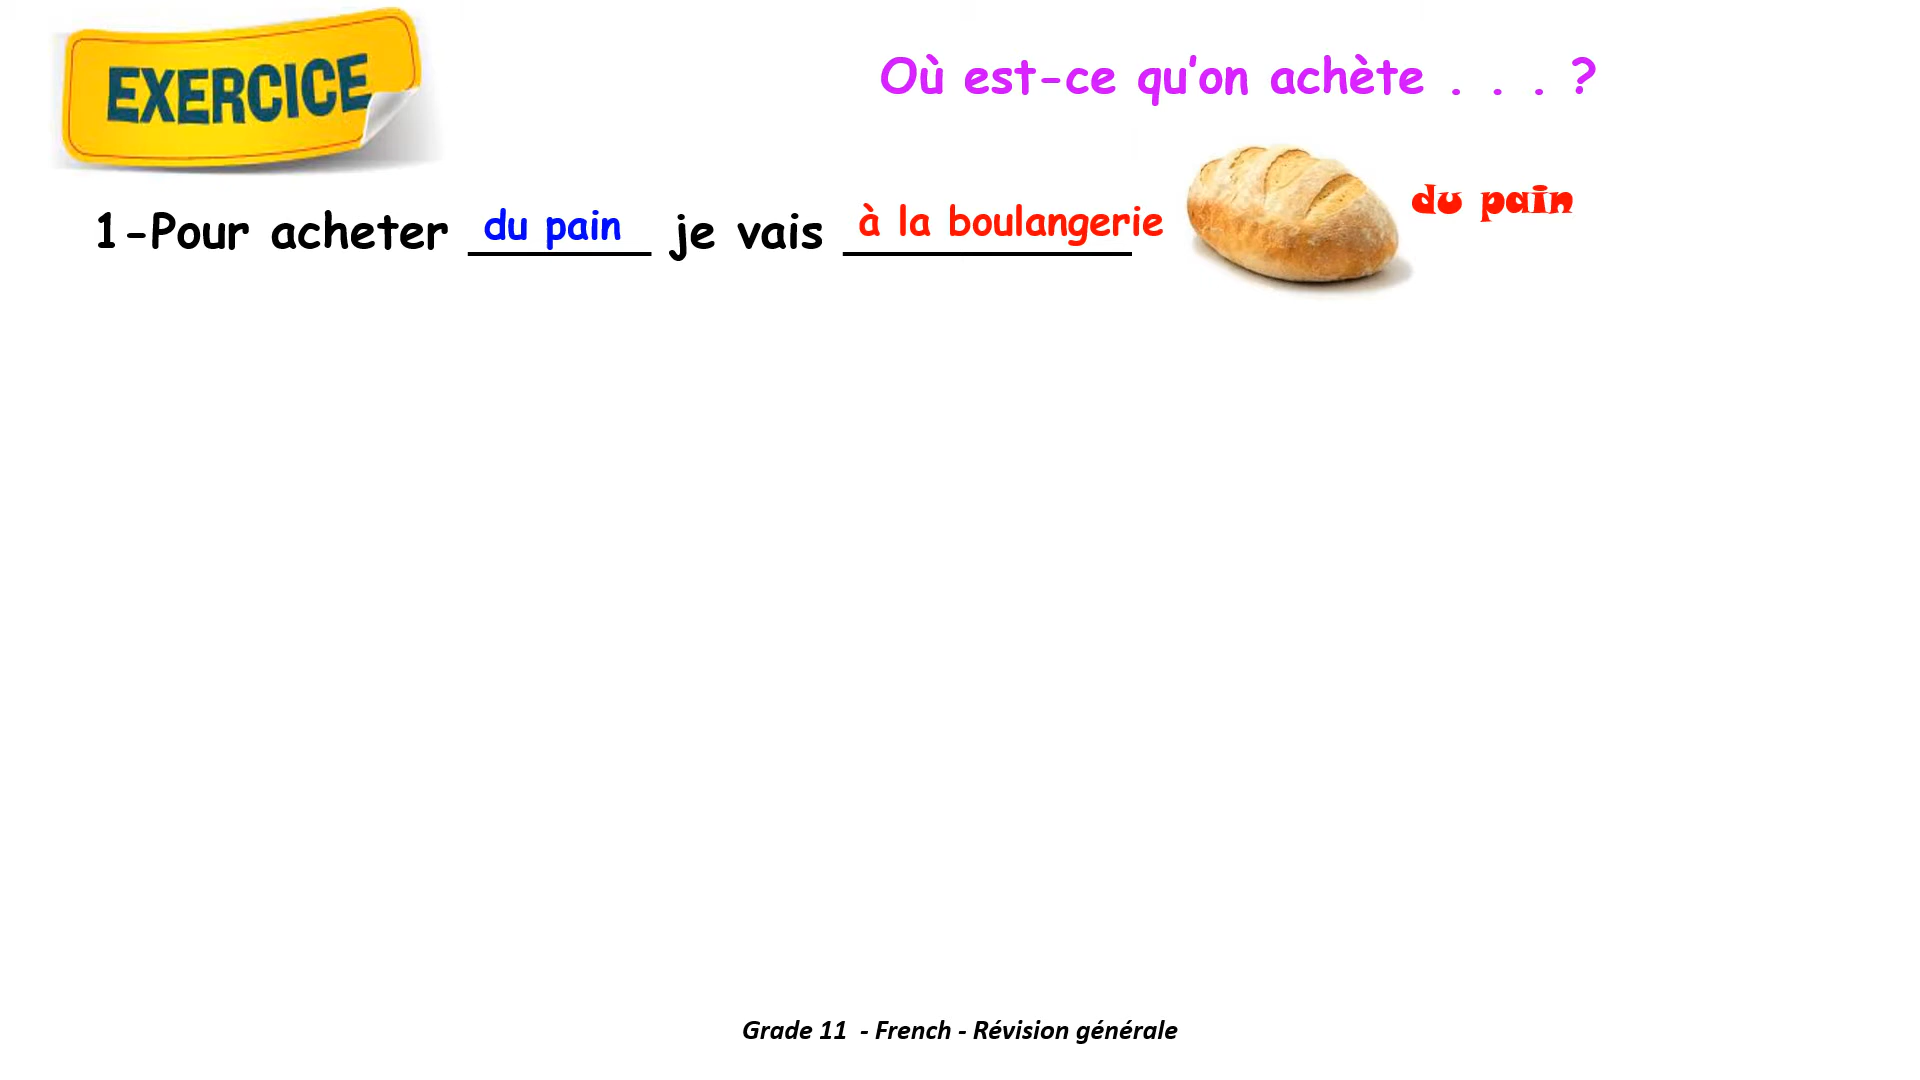 EXERCICE
Où est-ce qu'on achète . . . ?
1-Pour acheter du pain je vais à la boulangerie
du pain
Grade 11 - French - Révision générale